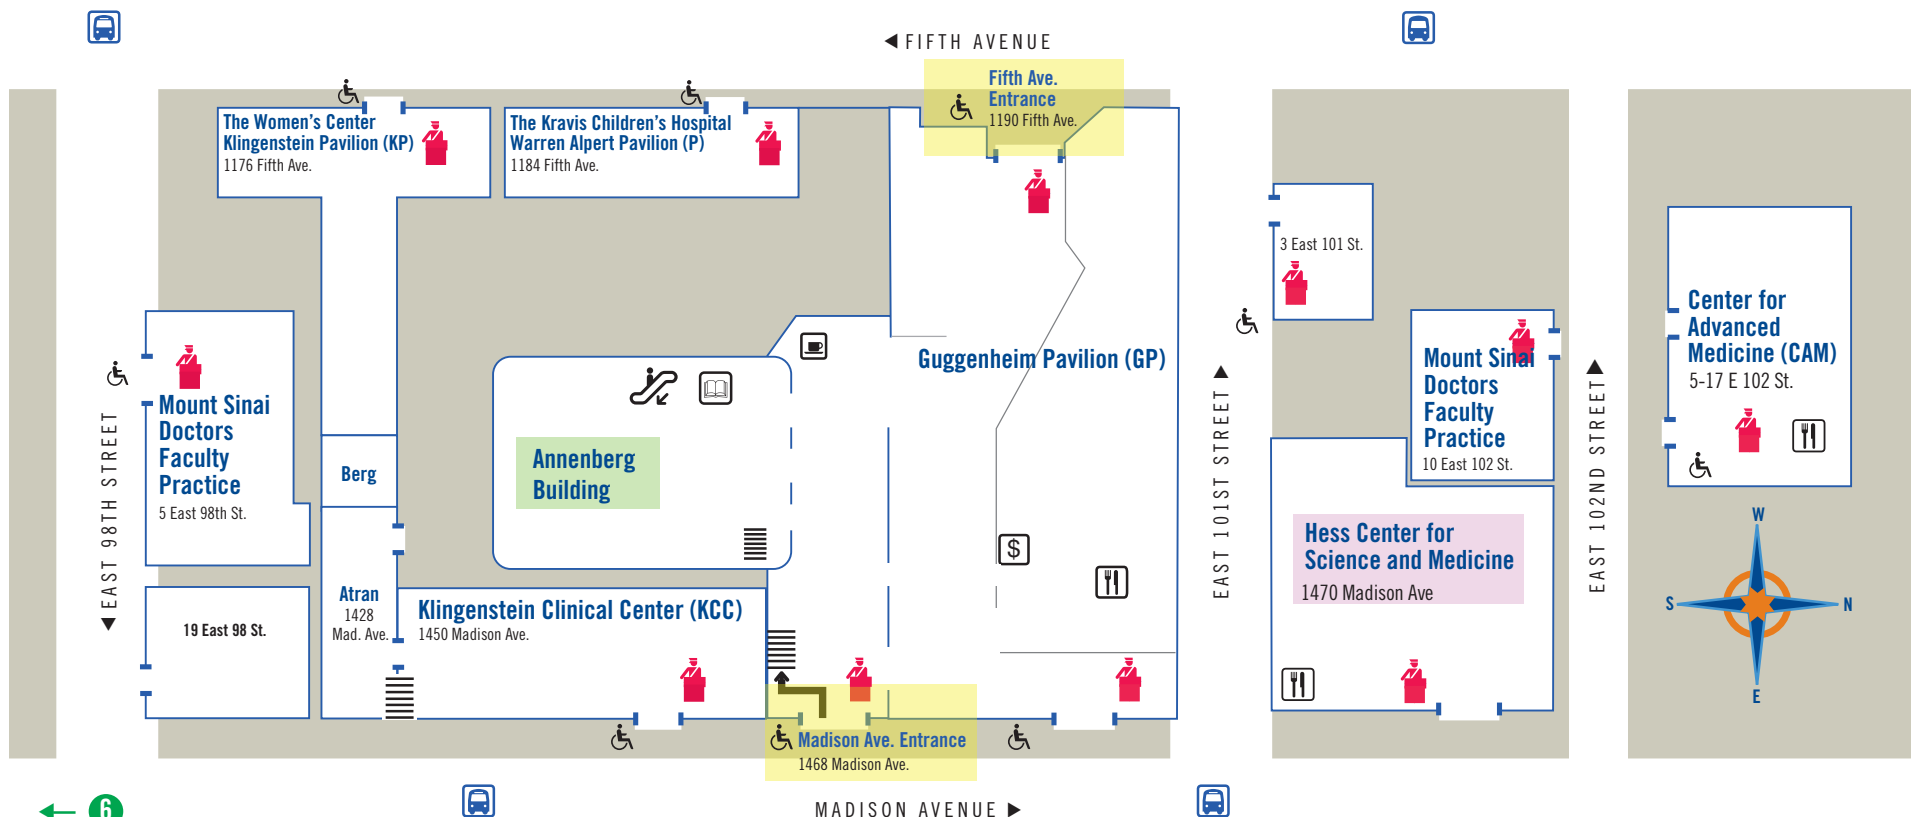 ◀ FIFTH AVENUE
Fifth Ave.
Entrance
1190 Fifth Ave.
The Women's Center
Klingenstein Pavilion (KP)
1176 Fifth Ave.
The Kravis Children's Hospital
Warren Alpert Pavilion (P)
1184 Fifth Ave.
3 East 101 St.
Guggenheim Pavilion (GP)
Mount Sinai
Doctors
Faculty
Practice
10 East 102 St.
Center for
Advanced
Medicine (CAM)
5-17 E 102 St.
Mount Sinai
Doctors
Faculty
Practice
5 East 98th St.
◀ EAST 98TH STREET
Berg
Annenberg
Building
EAST 101ST STREET ▶
EAST 102ND STREET ▶
$
Hess Center for
Science and Medicine
1470 Madison Ave
W
S
N
E
Atran
1428
Mad. Ave.
Klingenstein Clinical Center (KCC)
1450 Madison Ave.
19 East 98 St.
Madison Ave. Entrance
1468 Madison Ave.
6
MADISON AVENUE ▶